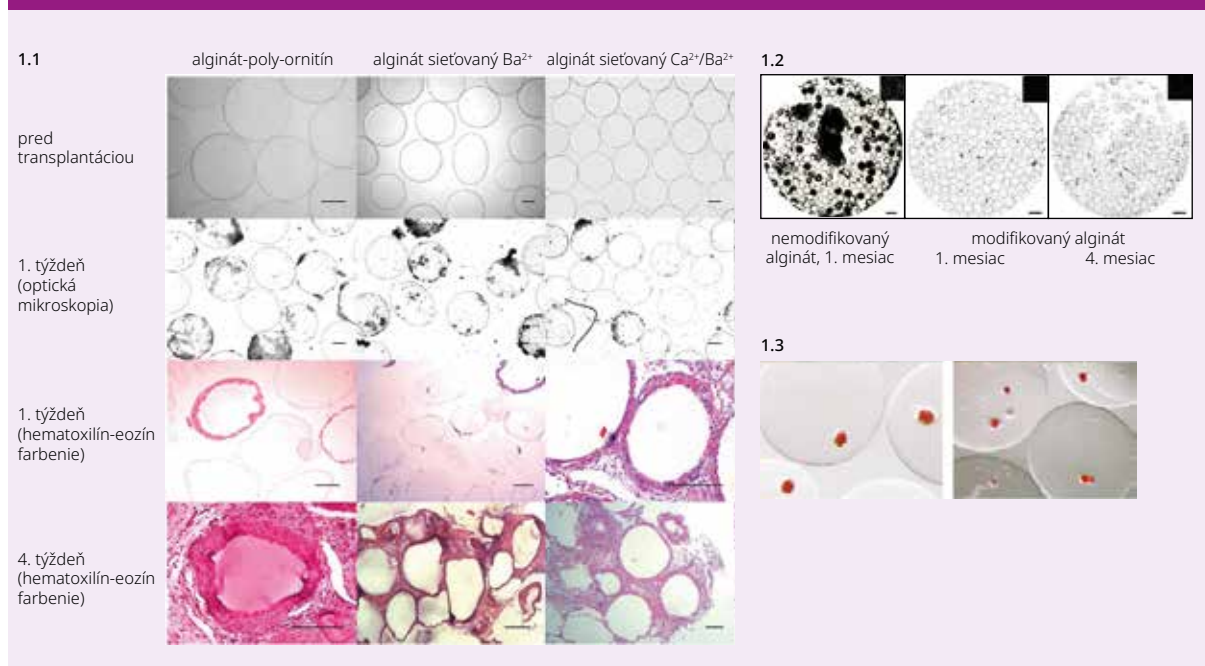 1.1
alginát-poly-ornitín
alginát sieťovaný Ba²⁺
alginát sieťovaný Ca²⁺/Ba²⁺
pred
transplantáciou
1. týždeň
(optická
mikroskopia)
1. týždeň
(hematoxilín-eozín
farbenie)
4. týždeň
(hematoxilín-eozín
farbenie)
1.2
nemodifikovaný
alginát, 1. mesiac
modifikovaný alginát
1. mesiac
4. mesiac
1.3